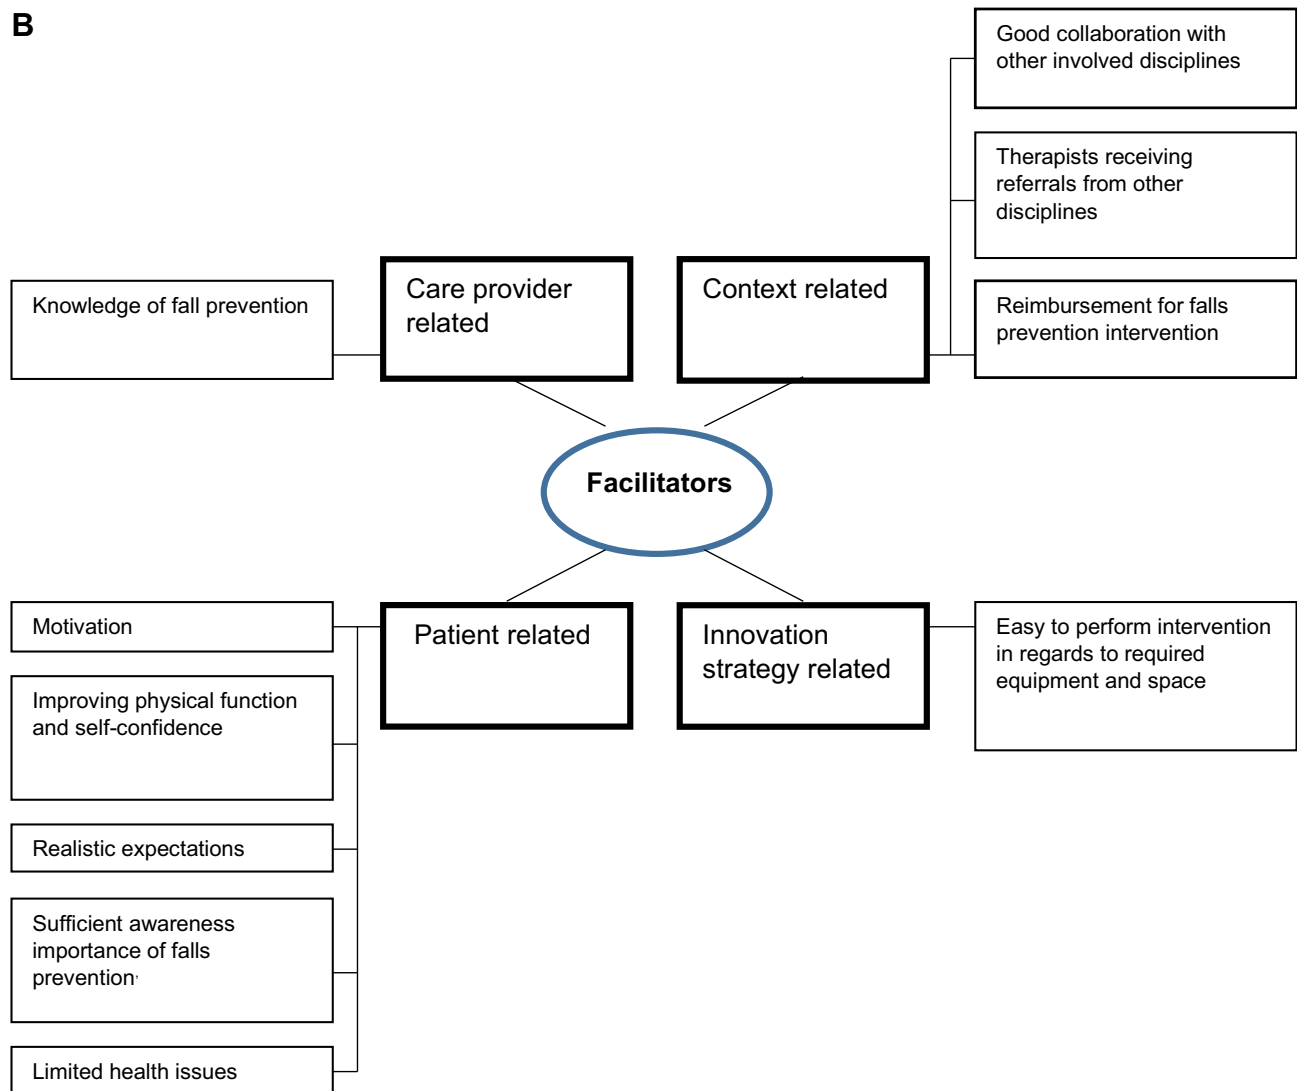 B
Good collaboration with
other involved disciplines
Therapists receiving
referrals from other
disciplines
Reimbursement for falls
prevention intervention
Context related
Care provider
related
Knowledge of fall prevention
Facilitators
Patient related
Motivation
Improving physical function
and self-confidence
Realistic expectations
Sufficient awareness
importance of falls
prevention,
Limited health issues
Innovation
strategy related
Easy to perform intervention
in regards to required
equipment and space